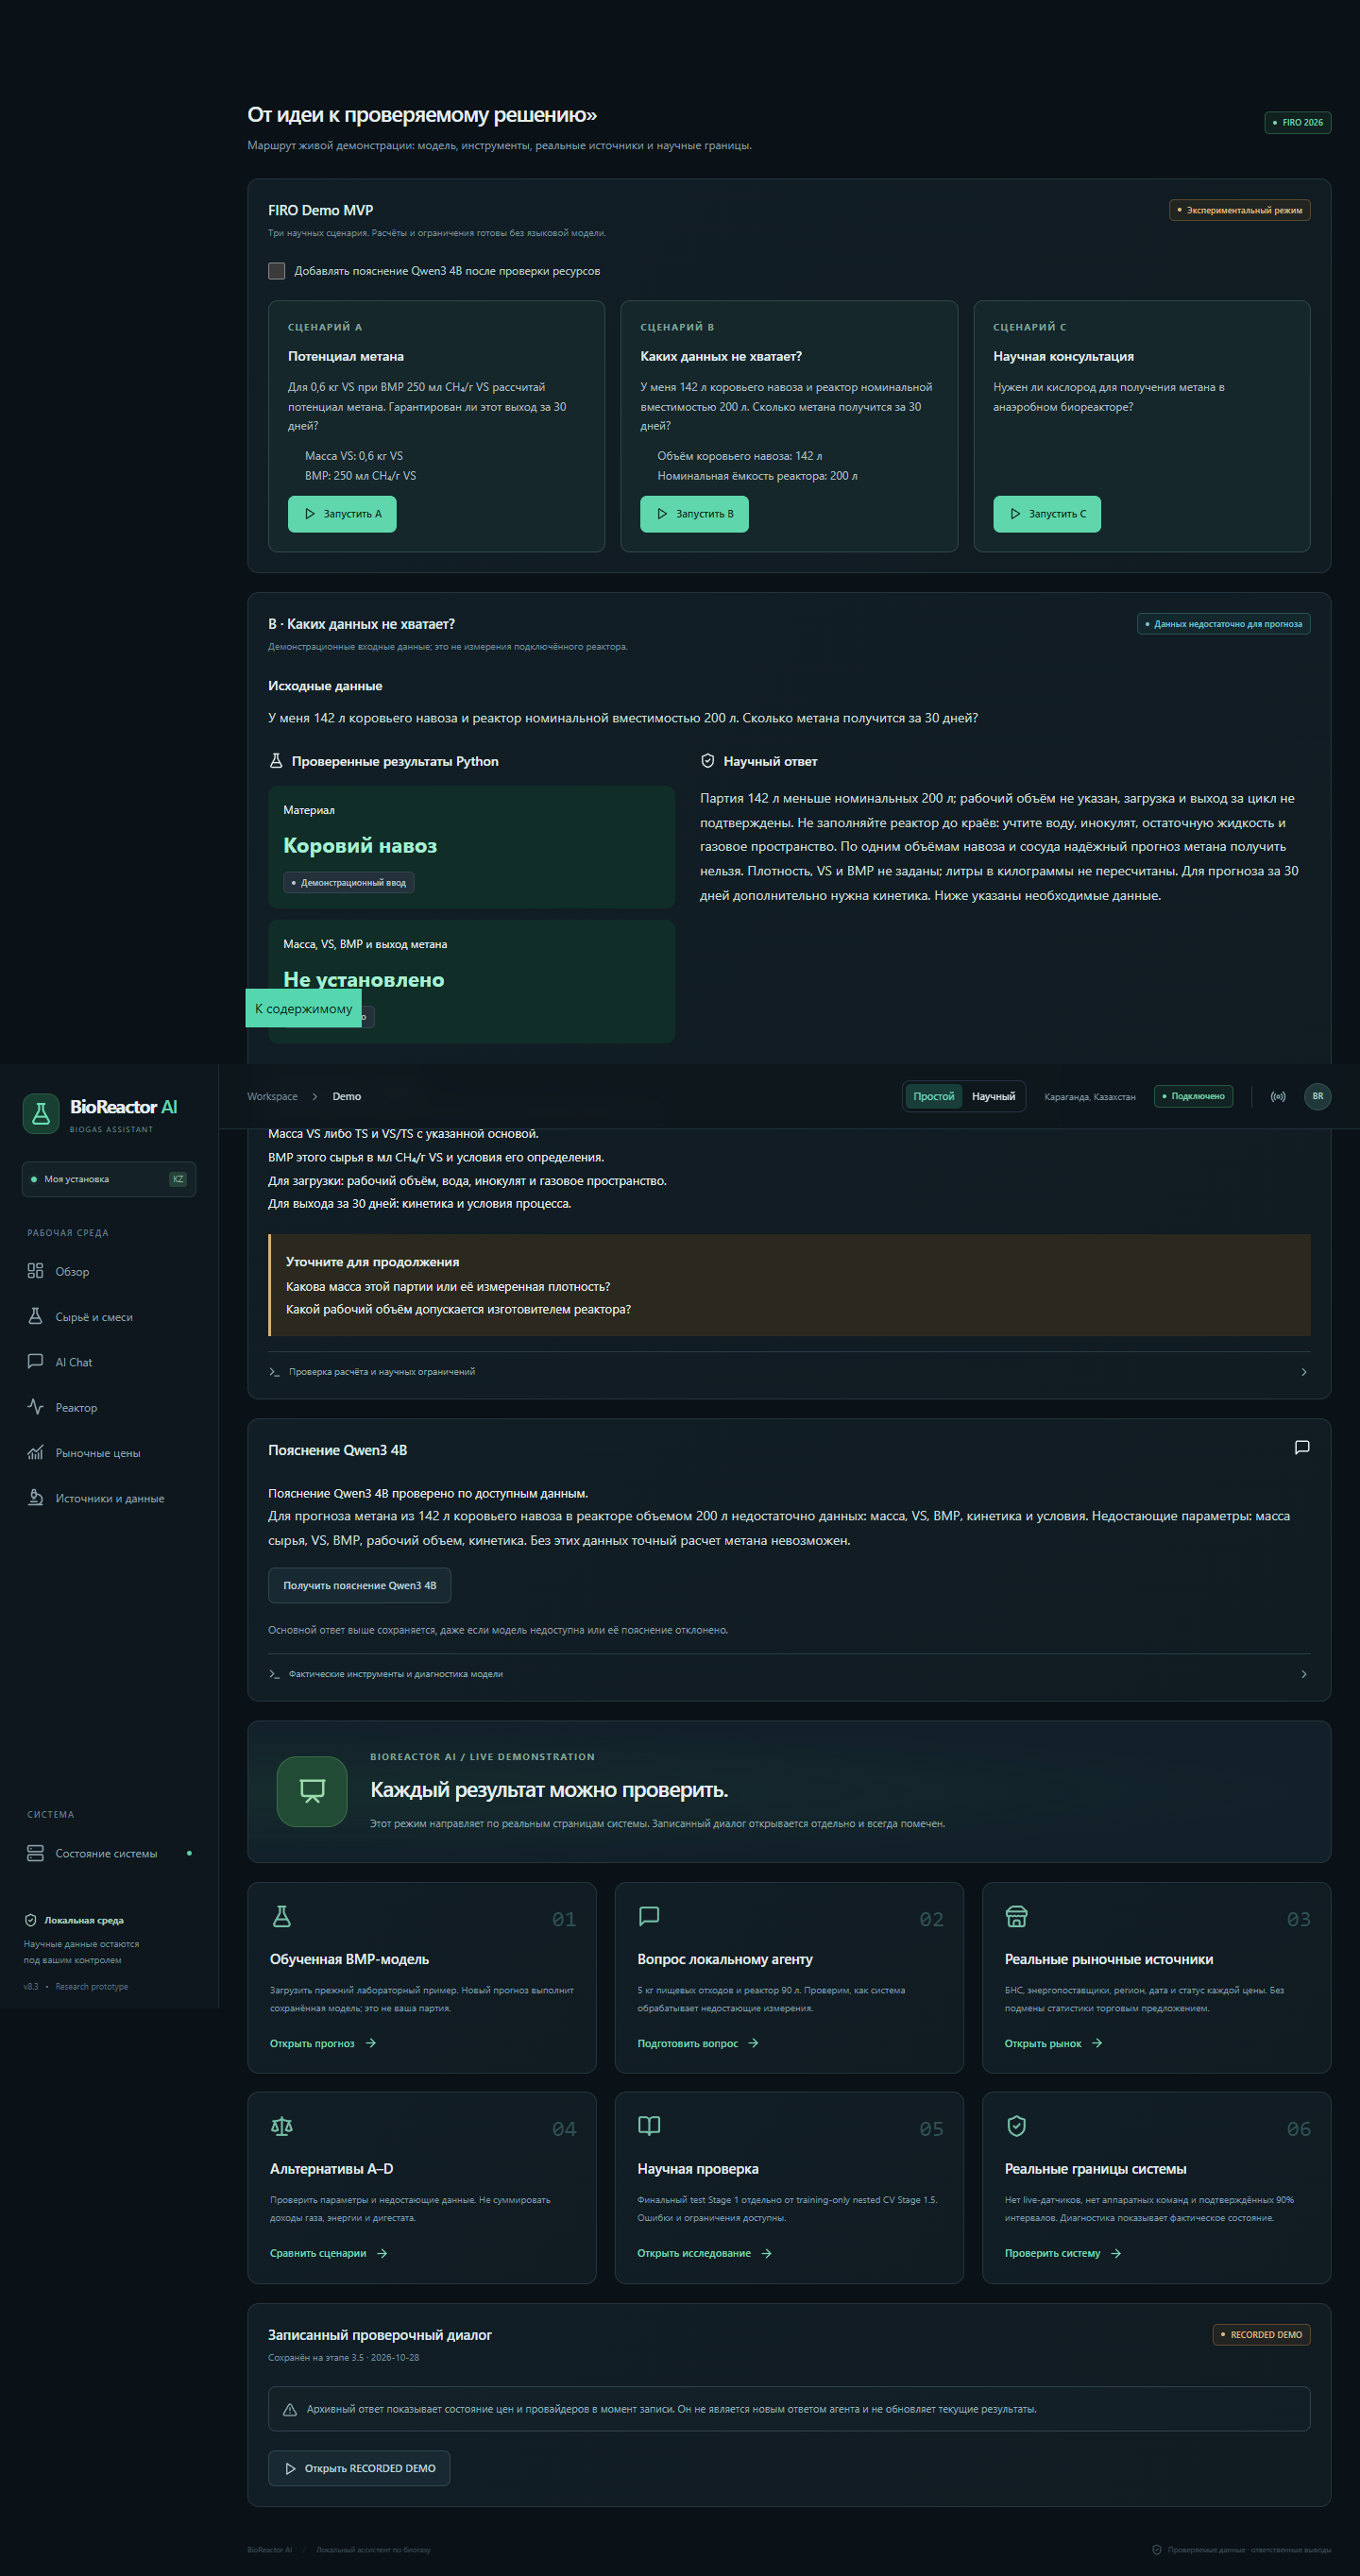 От идеи к проверяемому решению»
FIRO 2026
Маршрут живой демонстрации: модель, инструменты, реальные источники и научные границы.
FIRO Demo MVP
Экспериментальный режим
Три научных сценария. Расчёты и ограничения готовы без языковой модели.
Добавлять пояснение Qwen3 4B после проверки ресурсов
СЦЕНАРИЙ A
Потенциал метана
Для 0,6 кг VS при BMP 250 мл CH₄/г VS рассчитай
потенциал метана. Гарантирован ли этот выход за 30
дней?
Масса VS: 0,6 кг VS
BMP: 250 мл CH₄/г VS
Запустить A
СЦЕНАРИЙ B
Каких данных не хватает?
У меня 142 л коровьего навоза и реактор номинальной
вместимостью 200 л. Сколько метана получится за 30
дней?
Объём коровьего навоза: 142 л
Номинальная ёмкость реактора: 200 л
Запустить B
СЦЕНАРИЙ C
Научная консультация
Нужен ли кислород для получения метана в
анаэробном биореакторе?
Запустить C
B · Каких данных не хватает?
Данных недостаточно для прогноза
Демонстрационные входные данные; это не измерения подключённого реактора.
Исходные данные
У меня 142 л коровьего навоза и реактор номинальной вместимостью 200 л. Сколько метана получится за 30 дней?
Проверенные результаты Python
Материал
Коровий навоз
Демонстрационный ввод
Масса, VS, BMP и выход метана
Не установлено
К содержимому
о
Научный ответ
Партия 142 л меньше номинальных 200 л; рабочий объём не указан, загрузка и выход за цикл не
подтверждены. Не заполняйте реактор до краёв: учтите воду, инокулят, остаточную жидкость и
газовое пространство. По одним объёмам навоза и сосуда надёжный прогноз метана получить
нельзя. Плотность, VS и BMP не заданы; литры в килограммы не пересчитаны. Для прогноза за 30
дней дополнительно нужна кинетика. Ниже указаны необходимые данные.
BioReactor AI
BIOGAS ASSISTANT
Моя установка
KZ
РАБОЧАЯ СРЕДА
Обзор
Сырьё и смеси
AI Chat
Реактор
Рыночные цены
Источники и данные
СИСТЕМА
Состояние системы
Локальная среда
Научные данные остаются
под вашим контролем
v8.3 • Research prototype
Workspace
Demo
Простой
Научный
Караганда, Казахстан
Подключено
BR
Масса VS либо TS и VS/TS с указанной основой.
BMP этого сырья в мл CH₄/г VS и условия его определения.
Для загрузки: рабочий объём, вода, инокулят и газовое пространство.
Для выхода за 30 дней: кинетика и условия процесса.
Уточните для продолжения
Какова масса этой партии или её измеренная плотность?
Какой рабочий объём допускается изготовителем реактора?
Проверка расчёта и научных ограничений
Пояснение Qwen3 4B
Пояснение Qwen3 4B проверено по доступным данным.
Для прогноза метана из 142 л коровьего навоза в реакторе объемом 200 л недостаточно данных: масса, VS, BMP, кинетика и условия. Недостающие параметры: масса
сырья, VS, BMP, рабочий объем, кинетика. Без этих данных точный расчет метана невозможен.
Получить пояснение Qwen3 4B
Основной ответ выше сохраняется, даже если модель недоступна или её пояснение отклонено.
Фактические инструменты и диагностика модели
BIOREACTOR AI / LIVE DEMONSTRATION
Каждый результат можно проверить.
Этот режим направляет по реальным страницам системы. Записанный диалог открывается отдельно и всегда помечен.
01
Обученная BMP-модель
Загрузить прежний лабораторный пример. Новый прогноз выполнит
сохранённая модель; это не ваша партия.
Открыть прогноз
02
Вопрос локальному агенту
5 кг пищевых отходов и реактор 90 л. Проверим, как система
обрабатывает недостающие измерения.
Подготовить вопрос
03
Реальные рыночные источники
БНС, энергопоставщики, регион, дата и статус каждой цены. Без
подмены статистики торговым предложением.
Открыть рынок
04
Альтернативы A–D
Проверить параметры и недостающие данные. Не суммировать
доходы газа, энергии и дигестата.
Сравнить сценарии
05
Научная проверка
Финальный test Stage 1 отдельно от training-only nested CV Stage 1.5.
Ошибки и ограничения доступны.
Открыть исследование
06
Реальные границы системы
Нет live-датчиков, нет аппаратных команд и подтверждённых 90%
интервалов. Диагностика показывает фактическое состояние.
Проверить систему
Записанный проверочный диалог
RECORDED DEMO
Сохранён на этапе 3.5 · 2026-10-28
Архивный ответ показывает состояние цен и провайдеров в момент записи. Он не является новым ответом агента и не обновляет текущие результаты.
Открыть RECORDED DEMO
BioReactor AI / Локальный ассистент по биогазу
Проверяемые данные · ответственные выводы